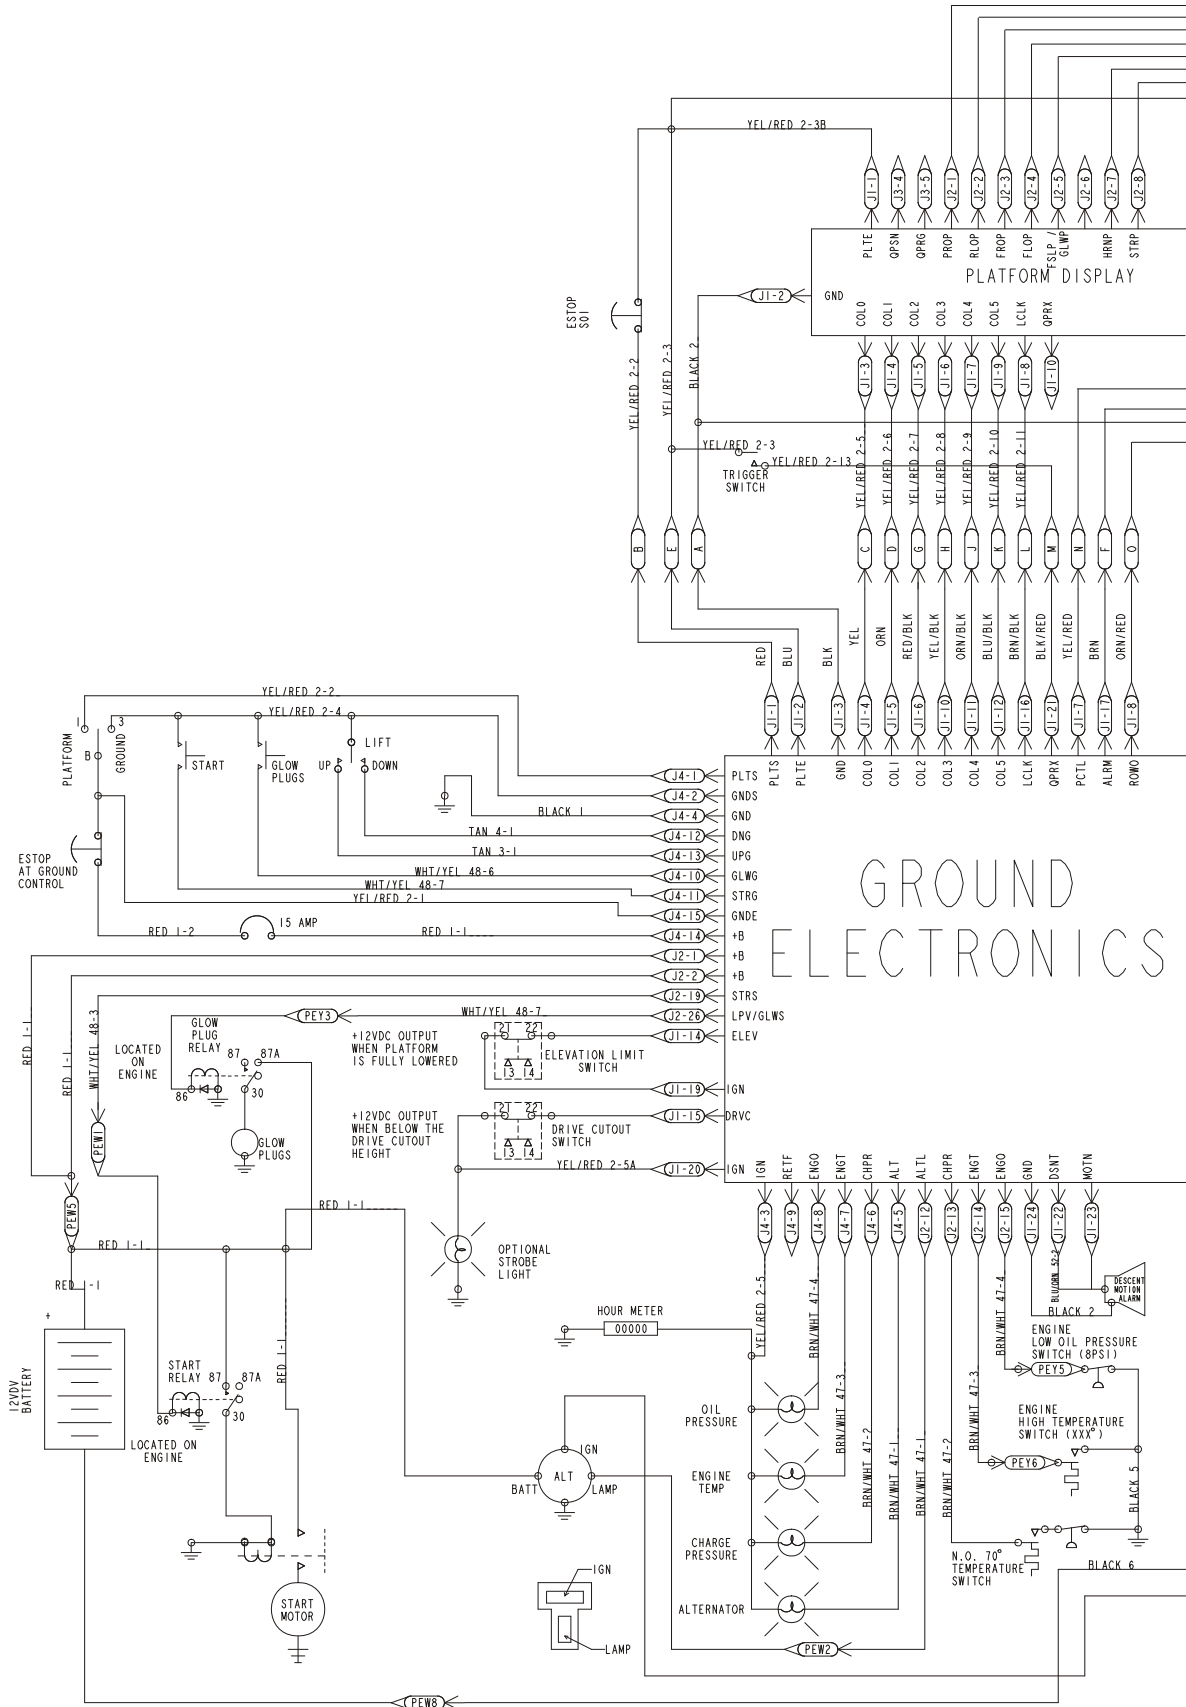 YEL/RED 2-3B
J1-1
J3-4
J3-5
J2-1
J2-2
J2-3
J2-4
J2-5
J2-6
J2-7
J2-8
PLTE
QPSN
QPRG
PROP
RLOP
FROP
FLOP
FSLP /
GLWP
HRNP
STRP
PLATFORM DISPLAY
J1-2
GND
ESTOP
S01
COL0
COL1
COL2
COL3
COL4
COL5
LCLK
QPRX
J1-3
J1-4
J1-5
J1-6
J1-7
J1-9
J1-8
J1-10
YEL/RED 2-2
YEL/RED 2-3
BLACK 2
YEL/RED 2-3
YEL/RED 2-13
TRIGGER
SWITCH
YEL/RED 2-5
YEL/RED 2-6
YEL/RED 2-7
YEL/RED 2-8
YEL/RED 2-9
YEL/RED 2-10
YEL/RED 2-11
B
E
A
C
D
G
H
J
K
L
M
N
F
O
RED
BLU
BLK
YEL
ORN
RED/BLK
YEL/BLK
ORN/BLK
BLU/BLK
BRN/BLK
BLK/RED
YEL/RED
BRN
ORN/RED
J1-1
J1-2
J1-3
J1-4
J1-5
J1-6
J1-10
J1-11
J1-12
J1-16
J1-21
J1-7
J1-17
J1-8
PLTS
PLTE
GND
COL0
COL1
COL2
COL3
COL4
COL5
LCLK
QPRX
PCTL
ALRM
ROWO
YEL/RED 2-2
YEL/RED 2-4
1
3
B
PLATFORM
GROUND
START
GLOW
PLUGS
LIFT
UP
DOWN
J4-1 PLTS
J4-2 GNDS
BLACK 1 J4-4 GND
TAN 4-1 J4-12 DNG
TAN 3-1 J4-13 UPG
WHT/YEL 48-6 J4-10 GLWG
WHT/YEL 48-7 J4-11 STRG
YEL/RED 2-1 J4-15 GNDE
ESTOP
AT GROUND
CONTROL
15 AMP
RED 1-2 RED 1-1 J4-14 +B
J2-1 +B
J2-2 +B
J2-19 STRS
PEY3 WHT/YEL 48-7 J2-26 LPV/GLWS
J1-14 ELEV
GROUND
ELECTRONICS
RED 1-1
RED 1-1
WHT/YEL 48-3
LOCATED
ON
ENGINE
GLOW
PLUG
RELAY
87
87A
86
30
GLOW
PLUGS
+12VDC OUTPUT
WHEN PLATFORM
IS FULLY LOWERED
21 22
13 14
ELEVATION LIMIT
SWITCH
J1-19 IGN
+12VDC OUTPUT
WHEN BELOW THE
DRIVE CUTOUT
HEIGHT
21 22
13 14
DRIVE CUTOUT
SWITCH
J1-15 DRVC
YEL/RED 2-5A J1-20 IGN
PEW1
PEW5
RED 1-1
RED 1-1
RED 1-1
OPTIONAL
STROBE
LIGHT
IGN
RETF
ENGO
ENGT
CHPR
ALT
ALTL
CHPR
ENGT
ENGO
GND
DSNT
MOTN
J4-3
J4-9
J4-8
J4-7
J4-6
J4-5
J2-12
J2-13
J2-14
J2-15
J1-24
J1-22
J1-23
BLU/ORN 52-2
DESCENT
MOTION
ALARM
BLACK 2
+
12VDV
BATTERY
START
RELAY
87
87A
86
30
LOCATED ON
ENGINE
RED 1-1
HOUR METER
00000
YEL/RED 2-5
BRN/WHT 47-4
BRN/WHT 47-3
BRN/WHT 47-2
BRN/WHT 47-1
BRN/WHT 47-1
BRN/WHT 47-2
BRN/WHT 47-3
BRN/WHT 47-4
ENGINE
LOW OIL PRESSURE
SWITCH (8PSI)
PEY5
ENGINE
HIGH TEMPERATURE
SWITCH (XXX°)
PEY6
BLACK 5
OIL
PRESSURE
ENGINE
TEMP
CHARGE
PRESSURE
ALTERNATOR
IGN
ALT
BATT
LAMP
N.O. 70°
TEMPERATURE
SWITCH
BLACK 6
START
MOTOR
IGN
LAMP
PEW2
PEW8